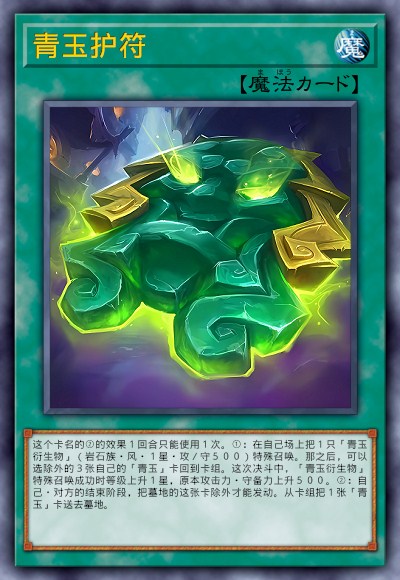 青玉护符
魔
【魔法カード】
ま ほう
这个卡名的②的效果1回合只能使用1次。①：在自己场上把1只「青玉
衍生物」（岩石族·风·1星·攻/守500）特殊召唤。那之后，可以
选除外的3张自己的「青玉」卡回到卡组。这次决斗中，「青玉衍生物」
特殊召唤成功时等级上升1星，原本攻击力·守备力上升500。②：自
己·对方的结束阶段，把墓地的这张卡除外才能发动。从卡组把1张「青
玉」卡送去墓地。